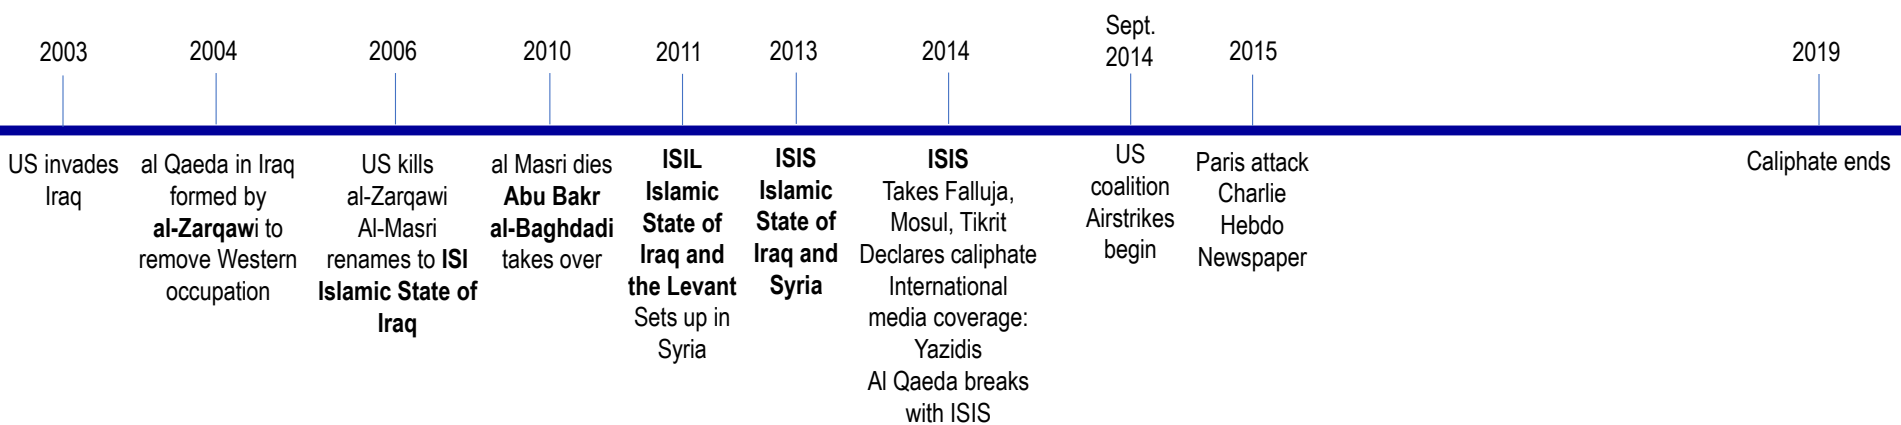 2003
US invades
Iraq
2004
al Qaeda in Iraq
formed by
al-Zarqawi to
remove Western
occupation
2006
US kills
al-Zarqawi
Al-Masri
renames to ISI
Islamic State of
Iraq
2010
al Masri dies
Abu Bakr
al-Baghdadi
takes over
2011
ISIL
Islamic
State of
Iraq and
the Levant
Sets up in
Syria
2013
ISIS
Islamic
State of
Iraq and
Syria
2014
ISIS
Takes Falluja,
Mosul, Tikrit
Declares caliphate
International
media coverage:
Yazidis
Al Qaeda breaks
with ISIS
Sept.
2014
US
coalition
Airstrikes
begin
2015
Paris attack
Charlie
Hebdo
Newspaper
2019
Caliphate ends